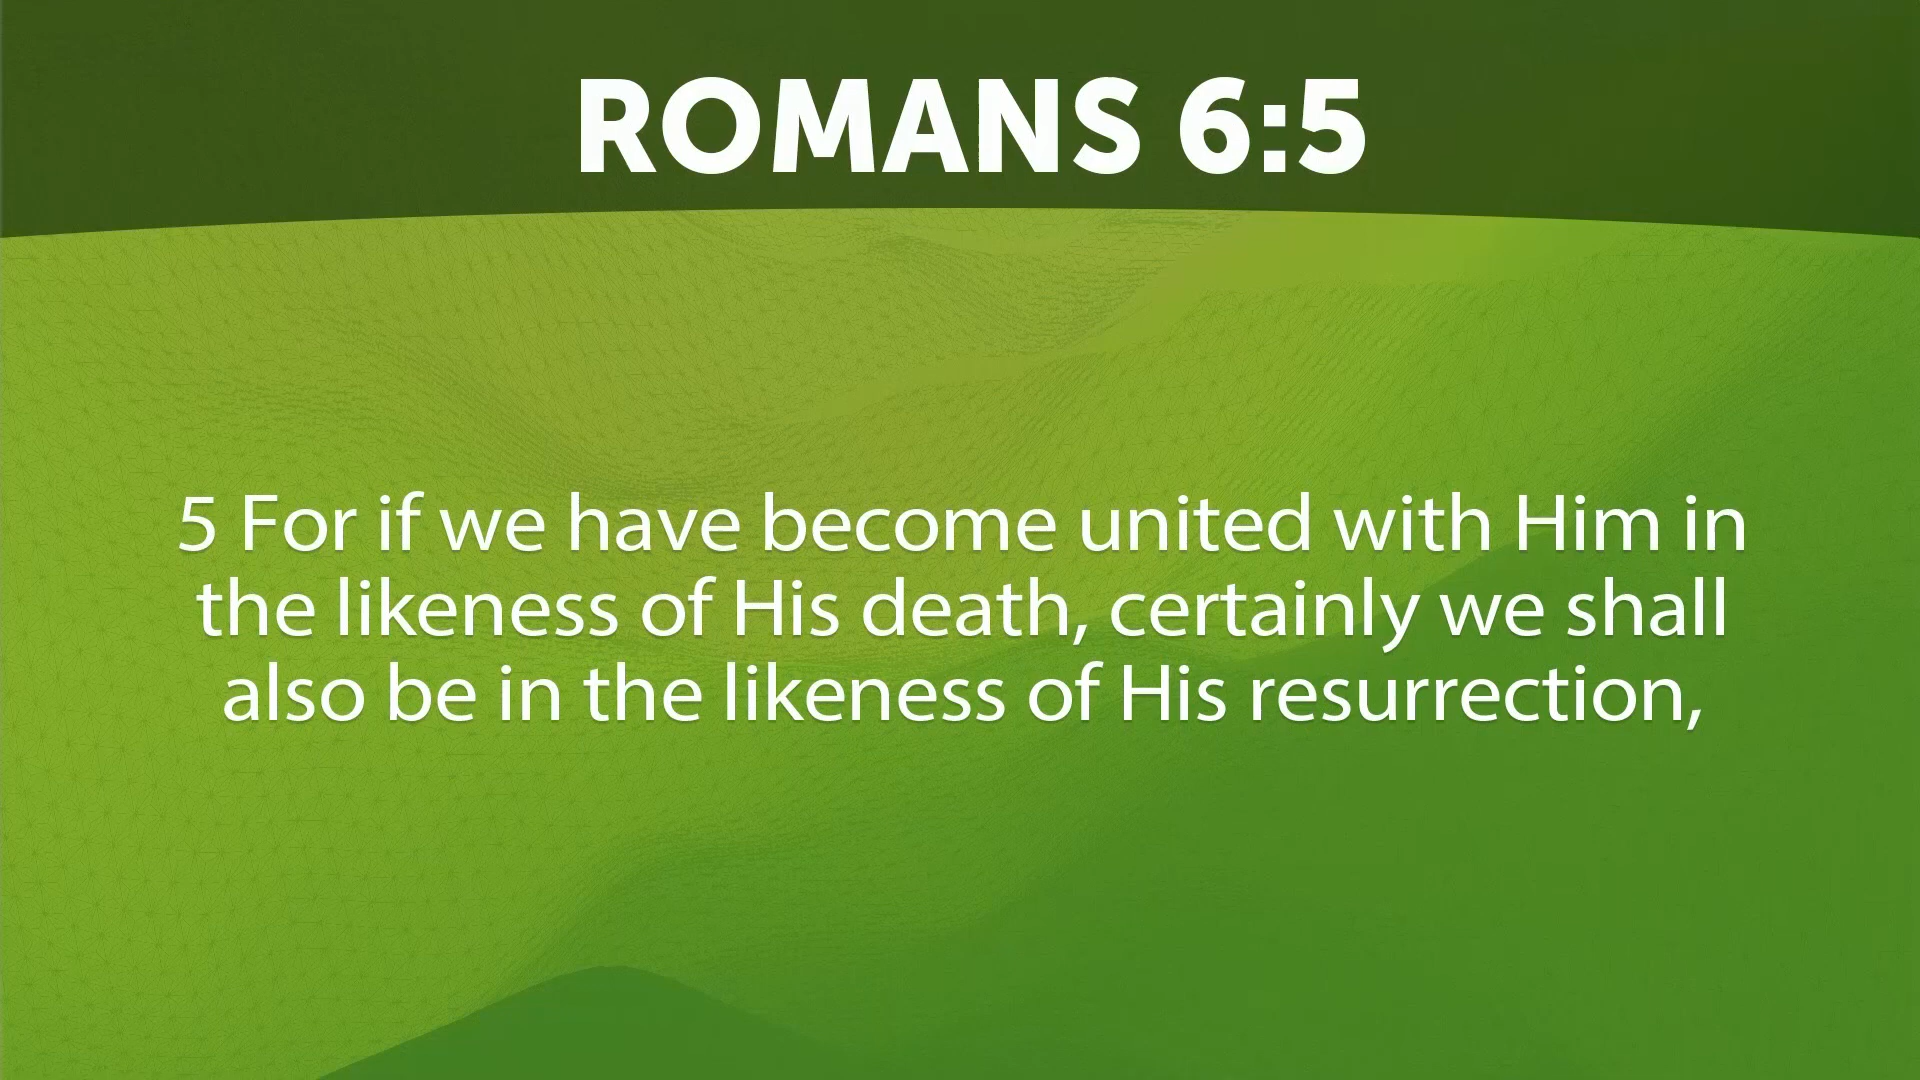 ROMANS 6:5
5 For if we have become united with Him in
the likeness of His death, certainly we shall
also be in the likeness of His resurrection,